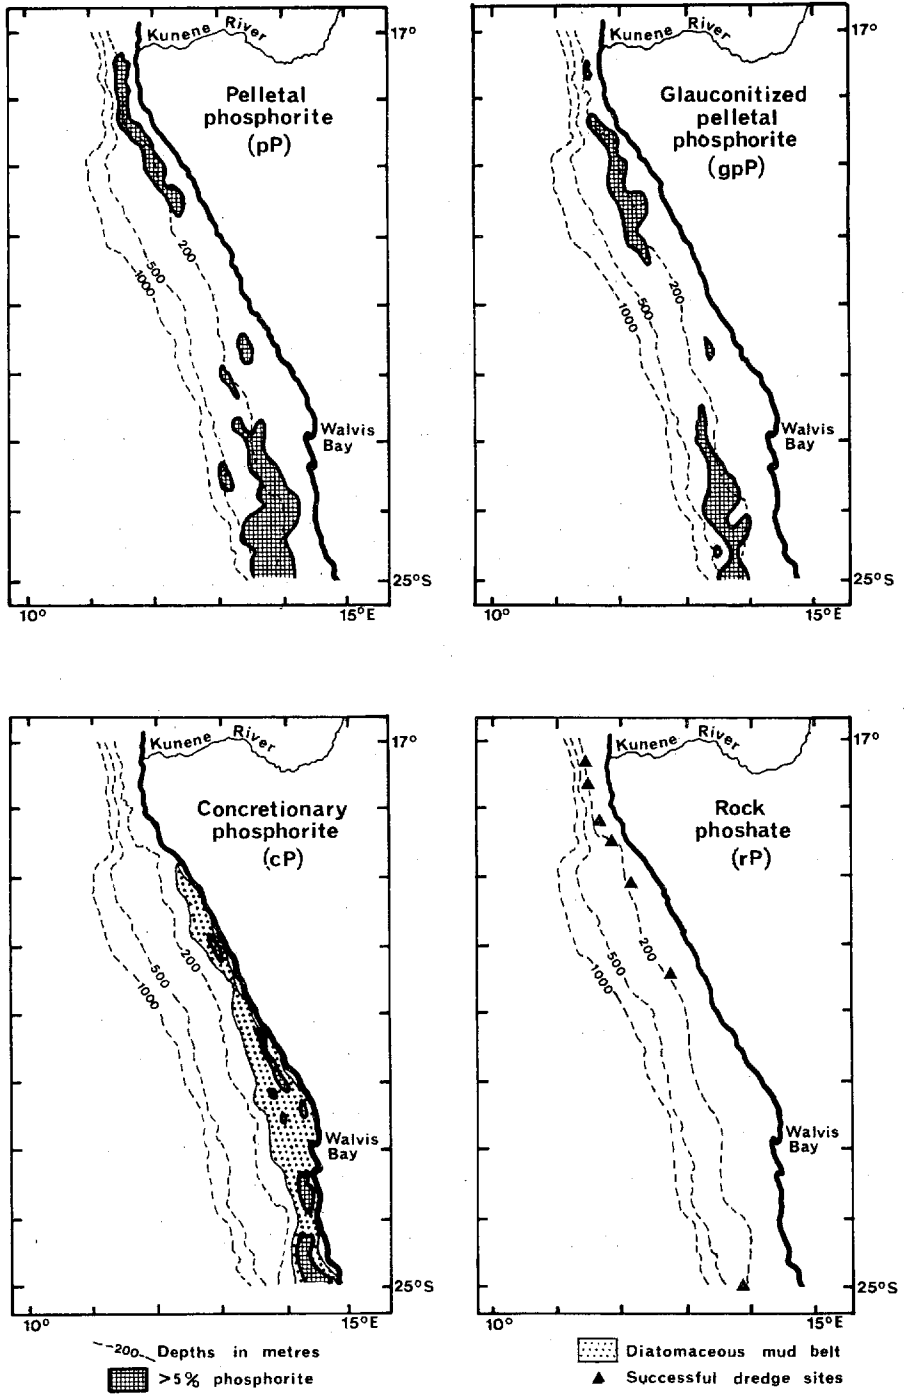 Kunene River
17°
Pelletal
phosphorite
(pP)
200
500
1000
Walvis
Bay
25°S
10°
15°E
Kunene River
17°
Glauconitized
pelletal
phosphorite
(gpP)
200
500
1000
Walvis
Bay
25°S
10°
15°E
Kunene River
17°
Concretionary
phosphorite
(cP)
200
500
1000
Walvis
Bay
25°S
10°
15°E
Kunene River
17°
Rock
phoshate
(rP)
200
500
1000
Walvis
Bay
25°S
10°
15°E
200 Depths in metres
>5% phosphorite
Diatomaceous mud belt
Successful dredge sites